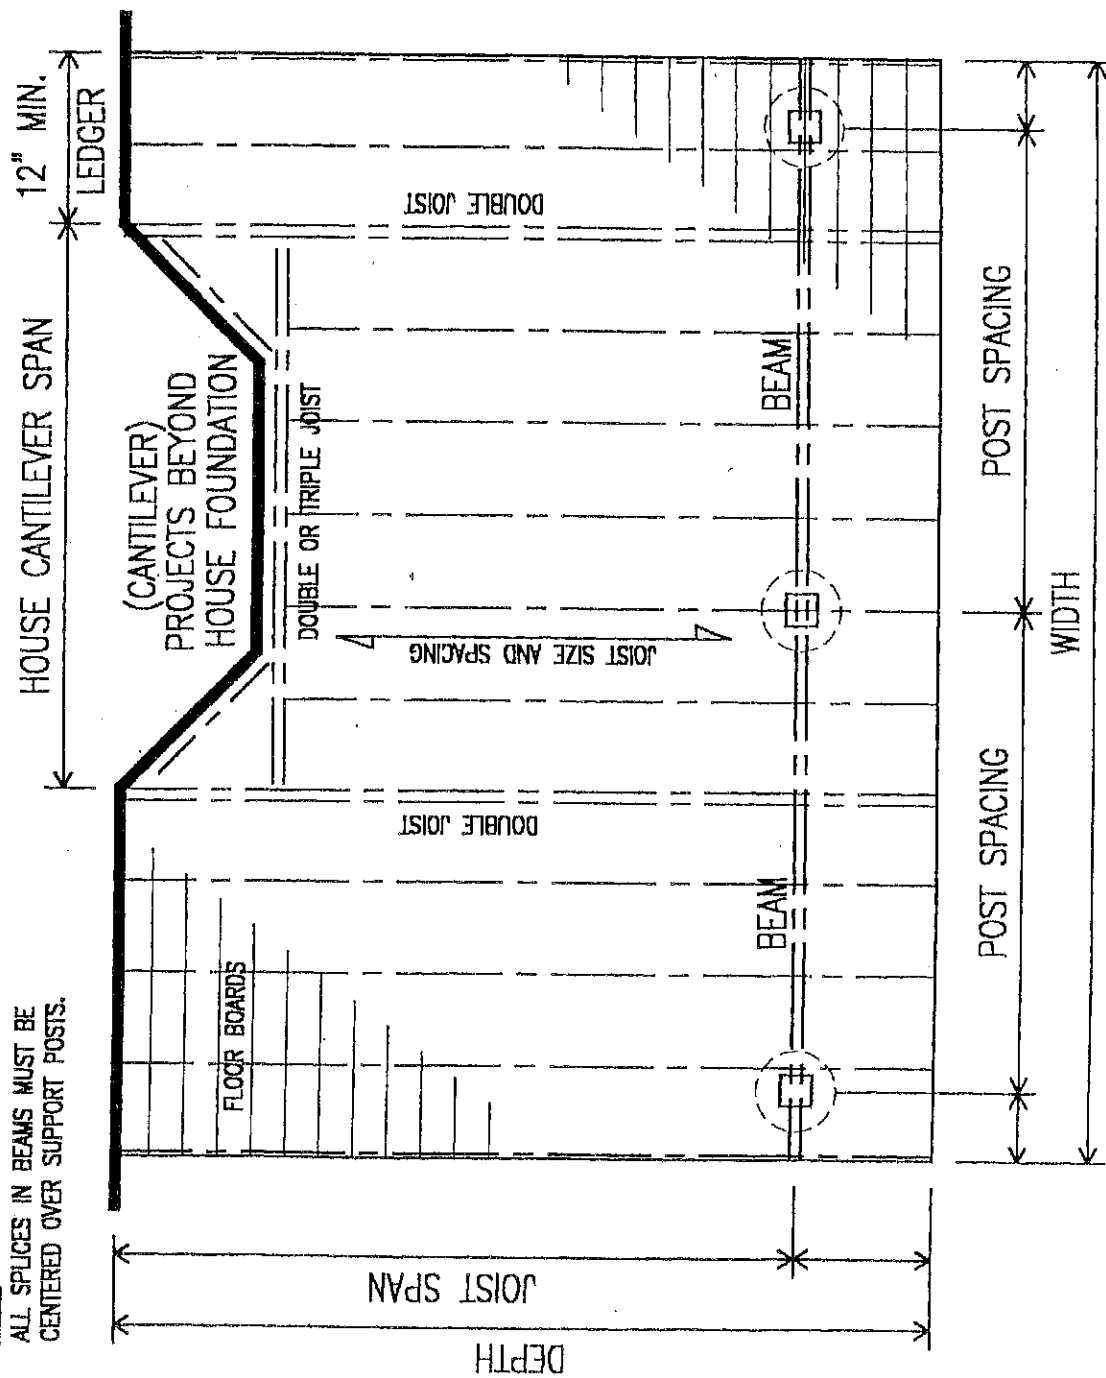 ALL SPLICES IN BEAMS MUST BE
CENTERED OVER SUPPORT POSTS.
HOUSE CANTILEVER SPAN
12" MIN.
LEDGER
(CANTILEVER)
PROJECTS BEYOND
HOUSE FOUNDATION
DOUBLE OR TRIPLE JOIST
DOUBLE JOIST
DOUBLE JOIST
JOIST SIZE AND SPACING
FLOOR BOARDS
BEAM
BEAM
POST SPACING
POST SPACING
WIDTH
JOIST SPAN
DEPTH